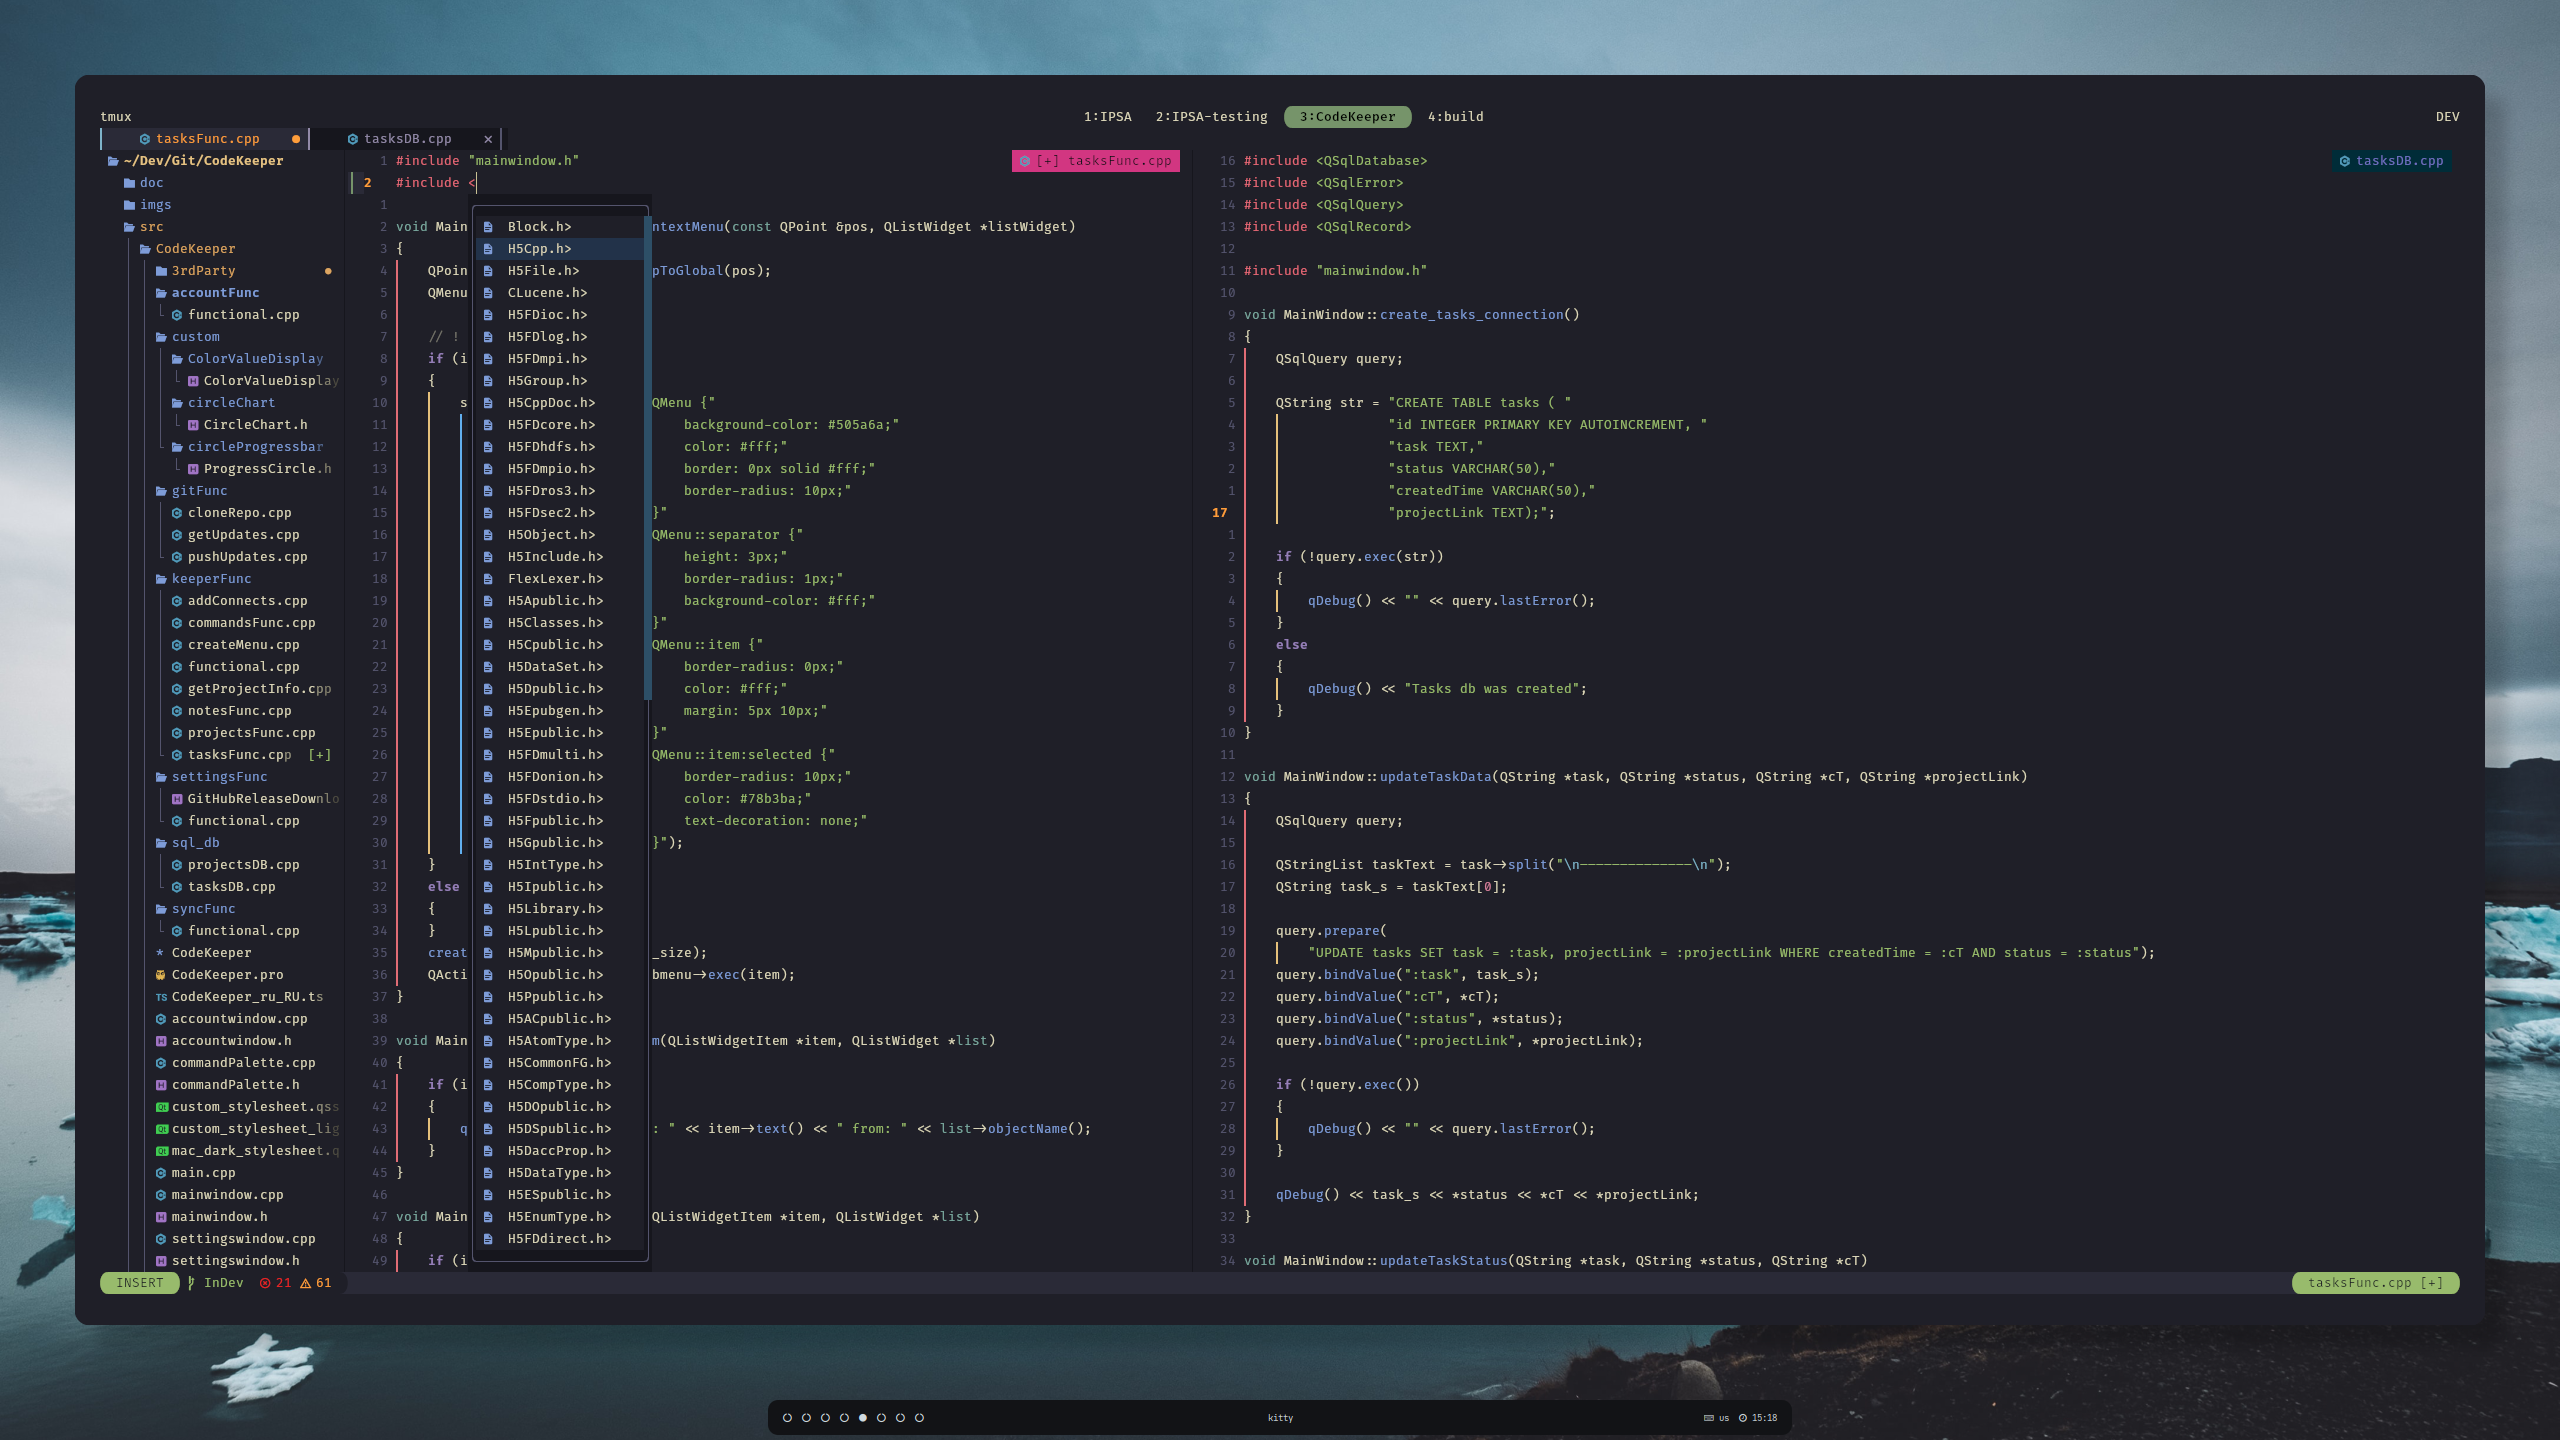 tmux 1:IPSA 2:IPSA-testing 3:CodeKeeper 4:build DEV
tasksFunc.cpp tasksDB.cpp ×
~/Dev/Git/CodeKeeper
doc
imgs
src
CodeKeeper
3rdParty
accountFunc
functional.cpp
custom
ColorValueDisplay
ColorValueDisplay
circleChart
CircleChart.h
circleProgressbar
ProgressCircle.h
gitFunc
cloneRepo.cpp
getUpdates.cpp
pushUpdates.cpp
keeperFunc
addConnects.cpp
commandsFunc.cpp
createMenu.cpp
functional.cpp
getProjectInfo.cpp
notesFunc.cpp
projectsFunc.cpp
tasksFunc.cpp [+]
settingsFunc
GitHubReleaseDownlo
functional.cpp
sql_db
projectsDB.cpp
tasksDB.cpp
syncFunc
functional.cpp
* CodeKeeper
CodeKeeper.pro
TS CodeKeeper_ru_RU.ts
accountwindow.cpp
accountwindow.h
commandPalette.cpp
commandPalette.h
custom_stylesheet.qss
custom_stylesheet_lig
mac_dark_stylesheet.q
main.cpp
mainwindow.cpp
mainwindow.h
settingswindow.cpp
settingswindow.h
[+] tasksFunc.cpp
1 #include "mainwindow.h"
2 #include <
1
2 void Main ntextMenu(const QPoint &pos, QListWidget *listWidget)
3 {
4 QPoin pToGlobal(pos);
5 QMenu
6
7 // !
8 if (i
9 {
10 s QMenu {"
11 background-color: #505a6a;"
12 color: #fff;"
13 border: 0px solid #fff;"
14 border-radius: 10px;"
15 }"
16 QMenu::separator {"
17 height: 3px;"
18 border-radius: 1px;"
19 background-color: #fff;"
20 }"
21 QMenu::item {"
22 border-radius: 0px;"
23 color: #fff;"
24 margin: 5px 10px;"
25 }"
26 QMenu::item:selected {"
27 border-radius: 10px;"
28 color: #78b3ba;"
29 text-decoration: none;"
30 }");
31 }
32 else
33 {
34 }
35 creat _size);
36 QActi bmenu->exec(item);
37 }
38
39 void Main m(QListWidgetItem *item, QListWidget *list)
40 {
41 if (i
42 {
43 q : " << item->text() << " from: " << list->objectName();
44 }
45 }
46
47 void Main QListWidgetItem *item, QListWidget *list)
48 {
49 if (i
Block.h>
H5Cpp.h>
H5File.h>
CLucene.h>
H5FDioc.h>
H5FDlog.h>
H5FDmpi.h>
H5Group.h>
H5CppDoc.h>
H5FDcore.h>
H5FDhdfs.h>
H5FDmpio.h>
H5FDros3.h>
H5FDsec2.h>
H5Object.h>
H5Include.h>
FlexLexer.h>
H5Apublic.h>
H5Classes.h>
H5Cpublic.h>
H5DataSet.h>
H5Dpublic.h>
H5Epubgen.h>
H5Epublic.h>
H5FDmulti.h>
H5FDonion.h>
H5FDstdio.h>
H5Fpublic.h>
H5Gpublic.h>
H5IntType.h>
H5Ipublic.h>
H5Library.h>
H5Lpublic.h>
H5Mpublic.h>
H5Opublic.h>
H5Ppublic.h>
H5ACpublic.h>
H5AtomType.h>
H5CommonFG.h>
H5CompType.h>
H5DOpublic.h>
H5DSpublic.h>
H5DaccProp.h>
H5DataType.h>
H5ESpublic.h>
H5EnumType.h>
H5FDdirect.h>
tasksDB.cpp
16 #include <QSqlDatabase>
15 #include <QSqlError>
14 #include <QSqlQuery>
13 #include <QSqlRecord>
12
11 #include "mainwindow.h"
10
9 void MainWindow::create_tasks_connection()
8 {
7 QSqlQuery query;
6
5 QString str = "CREATE TABLE tasks ( "
4 "id INTEGER PRIMARY KEY AUTOINCREMENT, "
3 "task TEXT,"
2 "status VARCHAR(50),"
1 "createdTime VARCHAR(50),"
17 "projectLink TEXT);";
1
2 if (!query.exec(str))
3 {
4 qDebug() << "" << query.lastError();
5 }
6 else
7 {
8 qDebug() << "Tasks db was created";
9 }
10 }
11
12 void MainWindow::updateTaskData(QString *task, QString *status, QString *cT, QString *projectLink)
13 {
14 QSqlQuery query;
15
16 QStringList taskText = task->split("\n--------------\n");
17 QString task_s = taskText[0];
18
19 query.prepare(
20 "UPDATE tasks SET task = :task, projectLink = :projectLink WHERE createdTime = :cT AND status = :status");
21 query.bindValue(":task", task_s);
22 query.bindValue(":cT", *cT);
23 query.bindValue(":status", *status);
24 query.bindValue(":projectLink", *projectLink);
25
26 if (!query.exec())
27 {
28 qDebug() << "" << query.lastError();
29 }
30
31 qDebug() << task_s << *status << *cT << *projectLink;
32 }
33
34 void MainWindow::updateTaskStatus(QString *task, QString *status, QString *cT)
INSERT InDev 21 61 tasksFunc.cpp [+]
kitty us 15:18